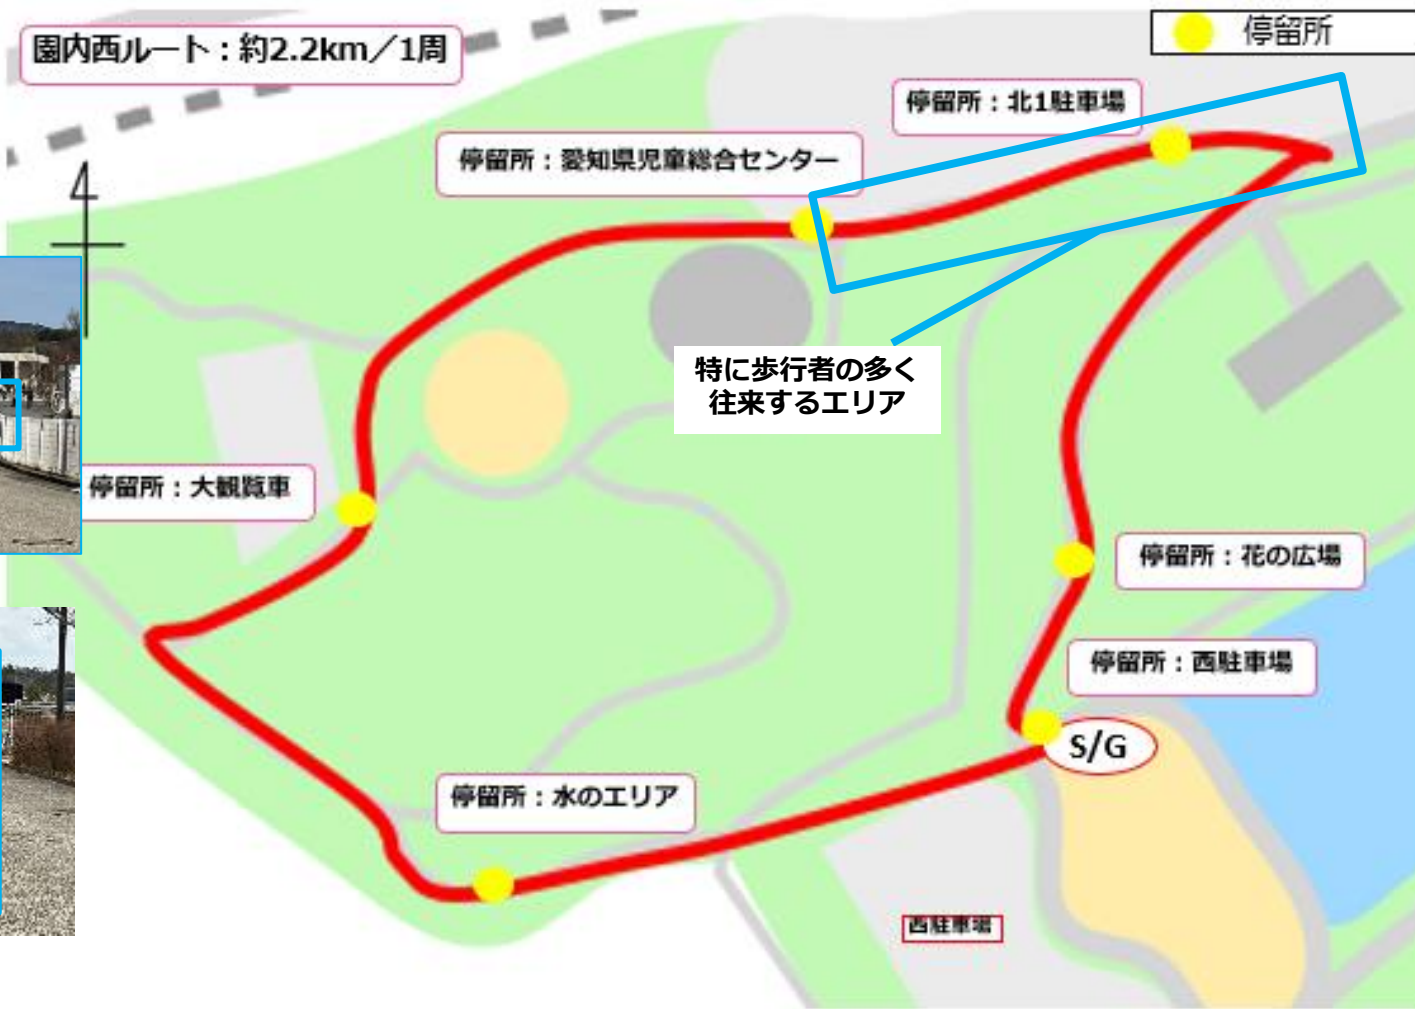 園内西ルート：約2.2km／1周
停留所
停留所：北1駐車場
停留所：愛知県児童総合センター
特に歩行者の多く
往来するエリア
停留所：大観覧車
停留所：花の広場
停留所：西駐車場
S/G
停留所：水のエリア
西駐車場